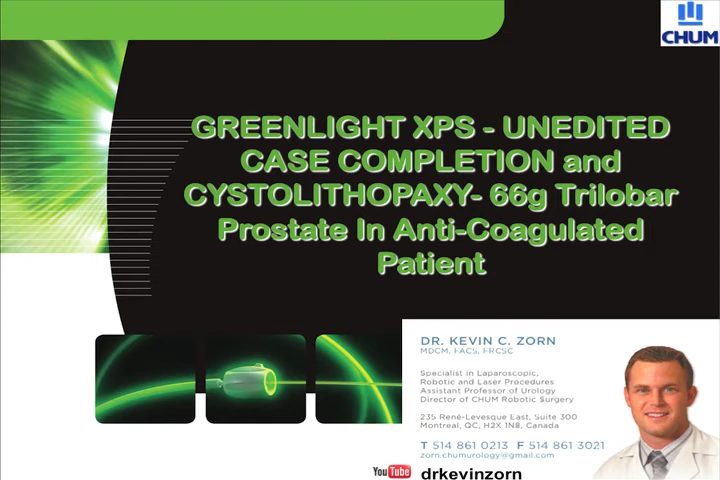 CHUM
GREENLIGHT XPS - UNEDITED
CASE COMPLETION and
CYSTOLITHOPAXY- 66g Trilobar
Prostate In Anti-Coagulated
Patient
DR. KEVIN C. ZORN
MDCM, FACS, FRCSC
Specialist in Laparoscopic,
Robotic and Laser Procedures
Assistant Professor of Urology
Director of CHUM Robotic Surgery
235 René-Levesque East, Suite 300
Montreal, QC, H2X 1N8, Canada
T 514 861 0213 F 514 861 3021
zorn.chumurology@gmail.com
YouTube drkevinzorn